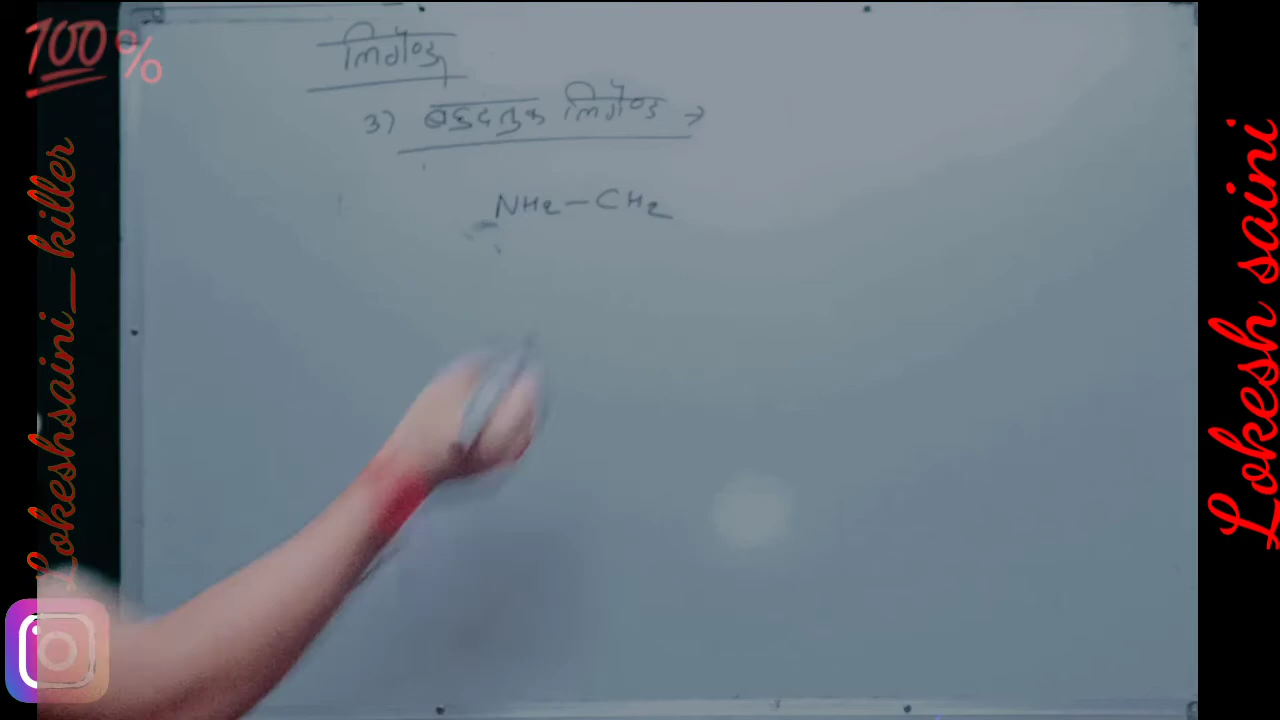 100%
लिगेण्ड
3) बहुदन्तुक लिगेण्ड →
NH2-CH2
Lokeshsaini_killer
Lokesh saini